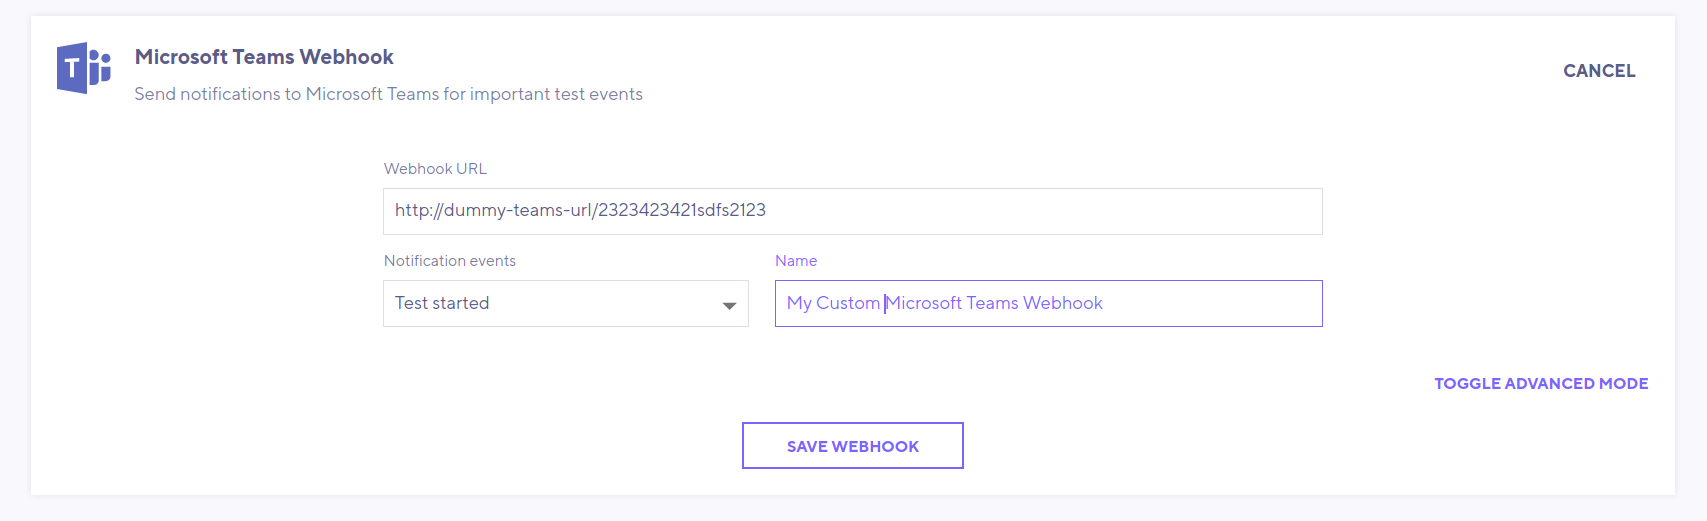 T
Microsoft Teams Webhook
CANCEL
Send notifications to Microsoft Teams for important test events
Webhook URL
http://dummy-teams-url/2323423421sdfs2123
Notification events
Name
Test started
My Custom Microsoft Teams Webhook
TOGGLE ADVANCED MODE
SAVE WEBHOOK